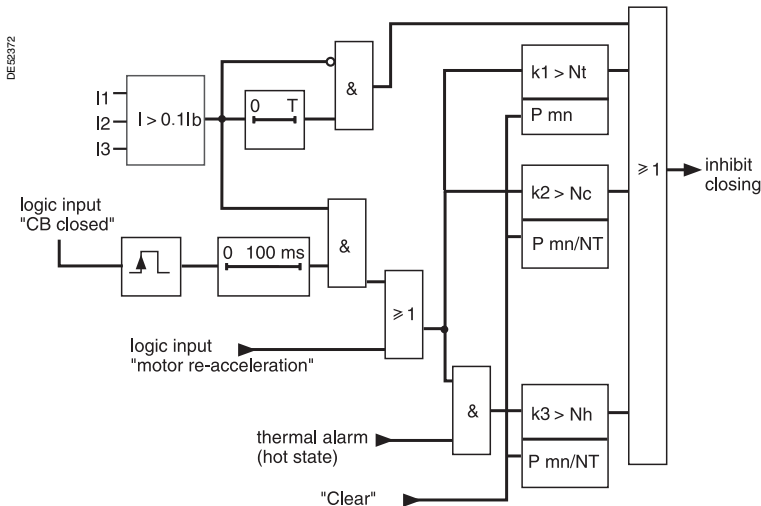 DE52372
I1
I2
I3
I > 0.1Ib
0 T
&
k1 > Nt
P mn
k2 > Nc
P mn/NT
≥ 1
inhibit
closing
logic input
"CB closed"
0 100 ms
&
≥ 1
logic input
"motor re-acceleration"
&
k3 > Nh
P mn/NT
thermal alarm
(hot state)
"Clear"